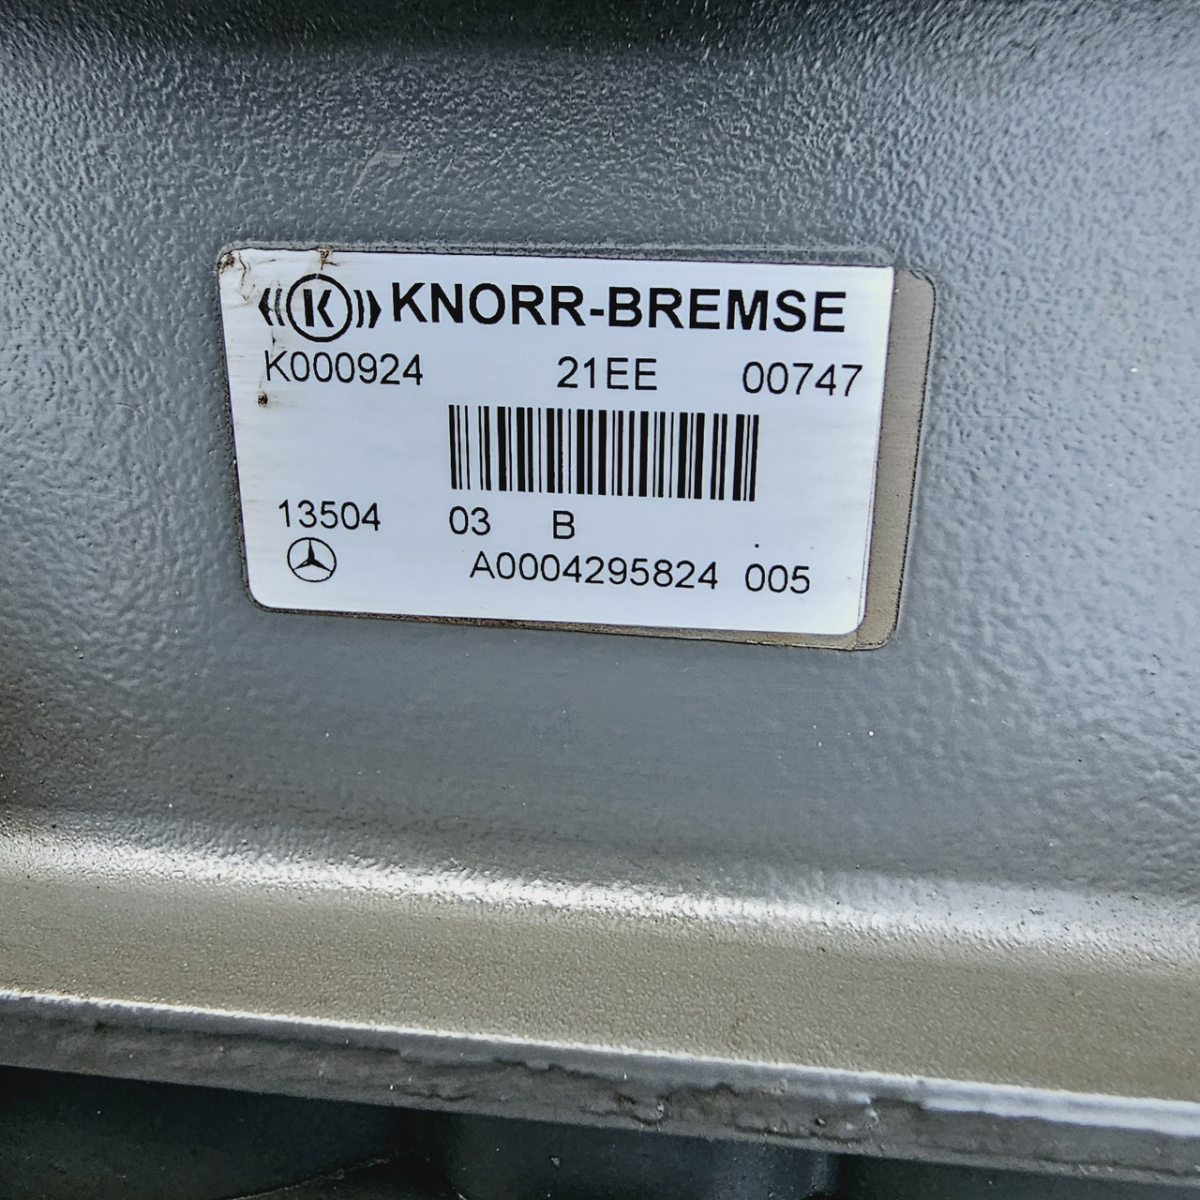 K KNORR-BREMSE
K000924 21EE 00747
13504 03 B
A0004295824 005